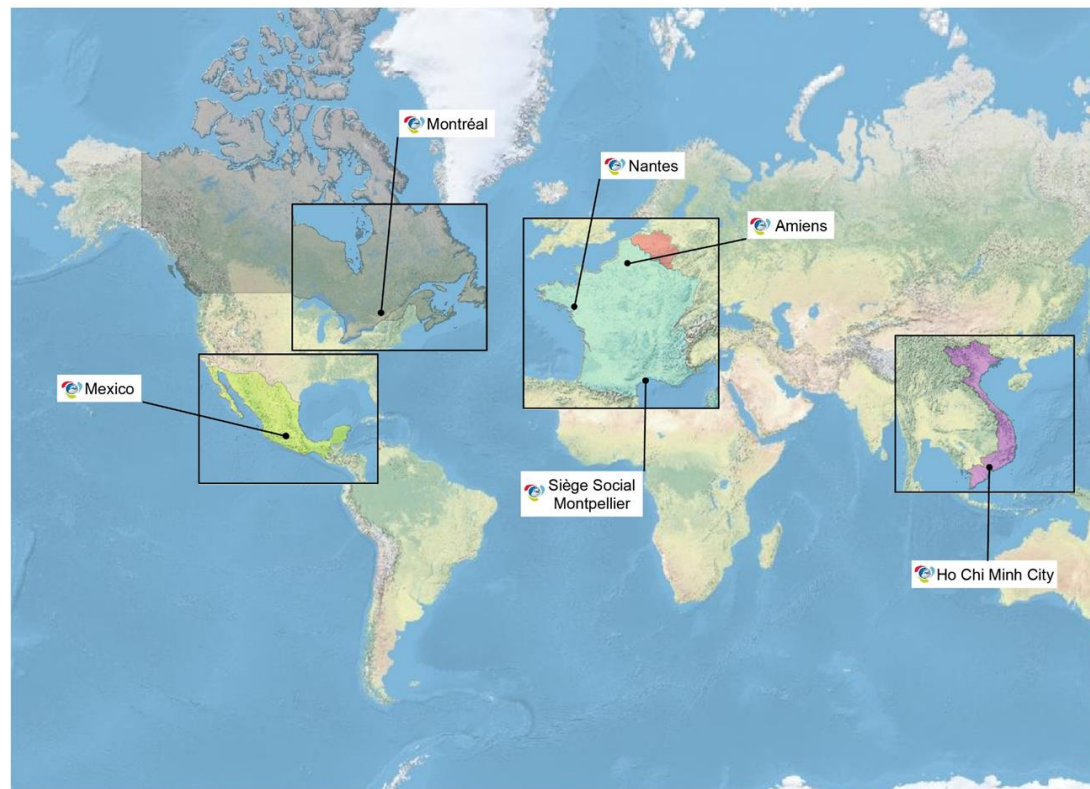 Montréal
Nantes
Amiens
Mexico
Siège Social
Montpellier
Ho Chi Minh City